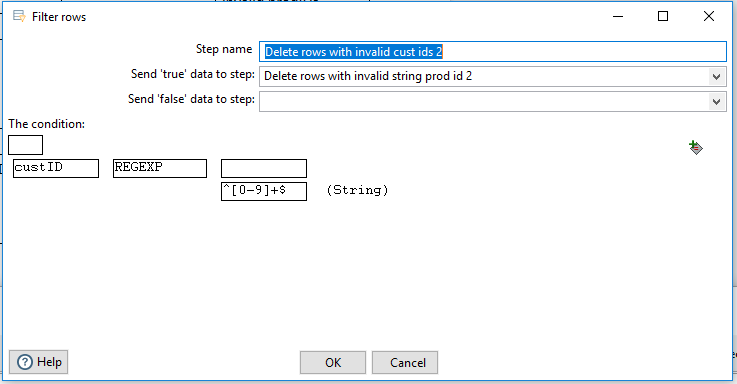 Filter rows
Step name Delete rows with invalid cust ids 2
Send 'true' data to step: Delete rows with invalid string prod id 2
Send 'false' data to step:
The condition:
custID REGEXP
^[0-9]+$ (String)
Help OK Cancel